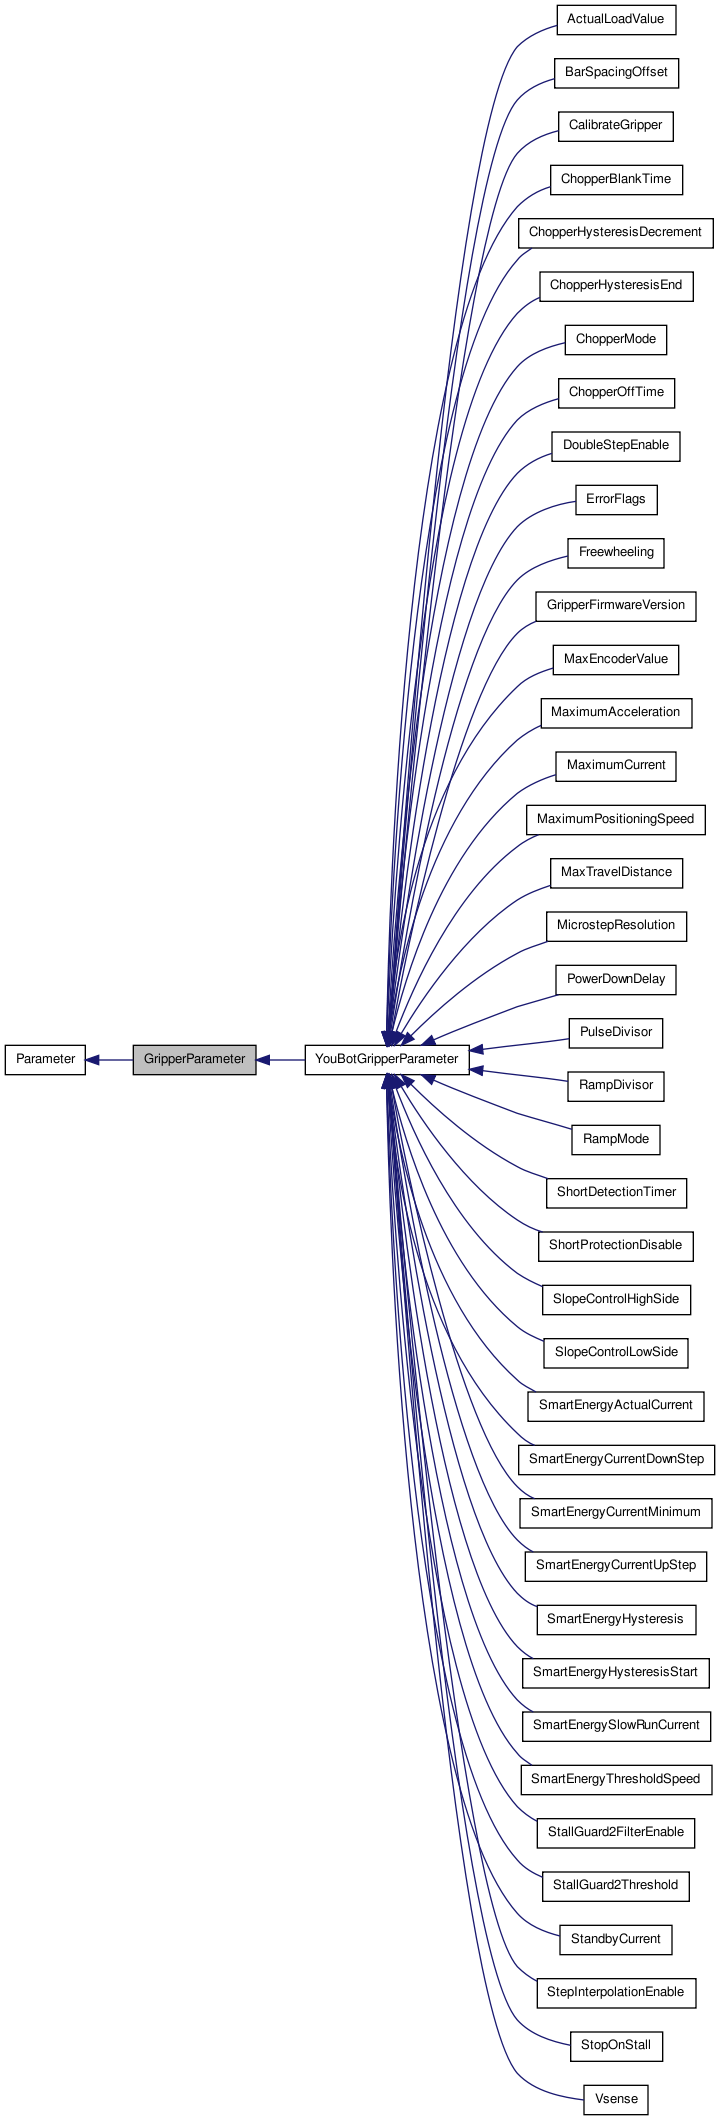 ActualLoadValue
BarSpacingOffset
CalibrateGripper
ChopperBlankTime
ChopperHysteresisDecrement
ChopperHysteresisEnd
ChopperMode
ChopperOffTime
DoubleStepEnable
ErrorFlags
Freewheeling
GripperFirmwareVersion
MaxEncoderValue
MaximumAcceleration
MaximumCurrent
MaximumPositioningSpeed
MaxTravelDistance
MicrostepResolution
PowerDownDelay
PulseDivisor
Parameter
GripperParameter
YouBotGripperParameter
RampDivisor
RampMode
ShortDetectionTimer
ShortProtectionDisable
SlopeControlHighSide
SlopeControlLowSide
SmartEnergyActualCurrent
SmartEnergyCurrentDownStep
SmartEnergyCurrentMinimum
SmartEnergyCurrentUpStep
SmartEnergyHysteresis
SmartEnergyHysteresisStart
SmartEnergySlowRunCurrent
SmartEnergyThresholdSpeed
StallGuard2FilterEnable
StallGuard2Threshold
StandbyCurrent
StepInterpolationEnable
StopOnStall
Vsense